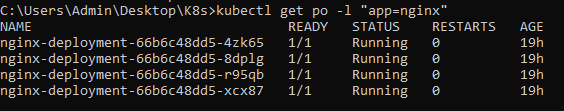 C:\Users\Admin\Desktop\K8s>kubectl get po -l "app=nginx"
NAME READY STATUS RESTARTS AGE
nginx-deployment-66b6c48dd5-4zk65 1/1 Running 0 19h
nginx-deployment-66b6c48dd5-8dplg 1/1 Running 0 19h
nginx-deployment-66b6c48dd5-r95qb 1/1 Running 0 19h
nginx-deployment-66b6c48dd5-xcx87 1/1 Running 0 19h